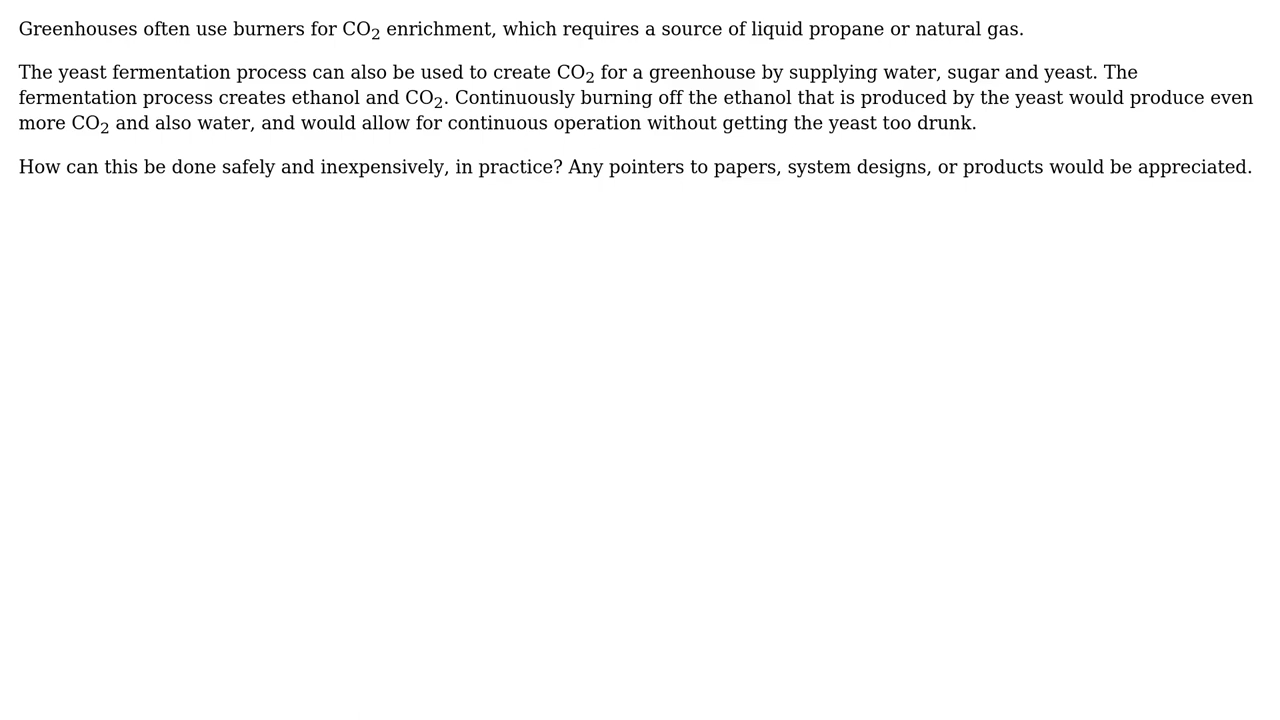 Greenhouses often use burners for CO₂ enrichment, which requires a source of liquid propane or natural gas.
The yeast fermentation process can also be used to create CO₂ for a greenhouse by supplying water, sugar and yeast. The
fermentation process creates ethanol and CO₂. Continuously burning off the ethanol that is produced by the yeast would produce even
more CO₂ and also water, and would allow for continuous operation without getting the yeast too drunk.
How can this be done safely and inexpensively, in practice? Any pointers to papers, system designs, or products would be appreciated.